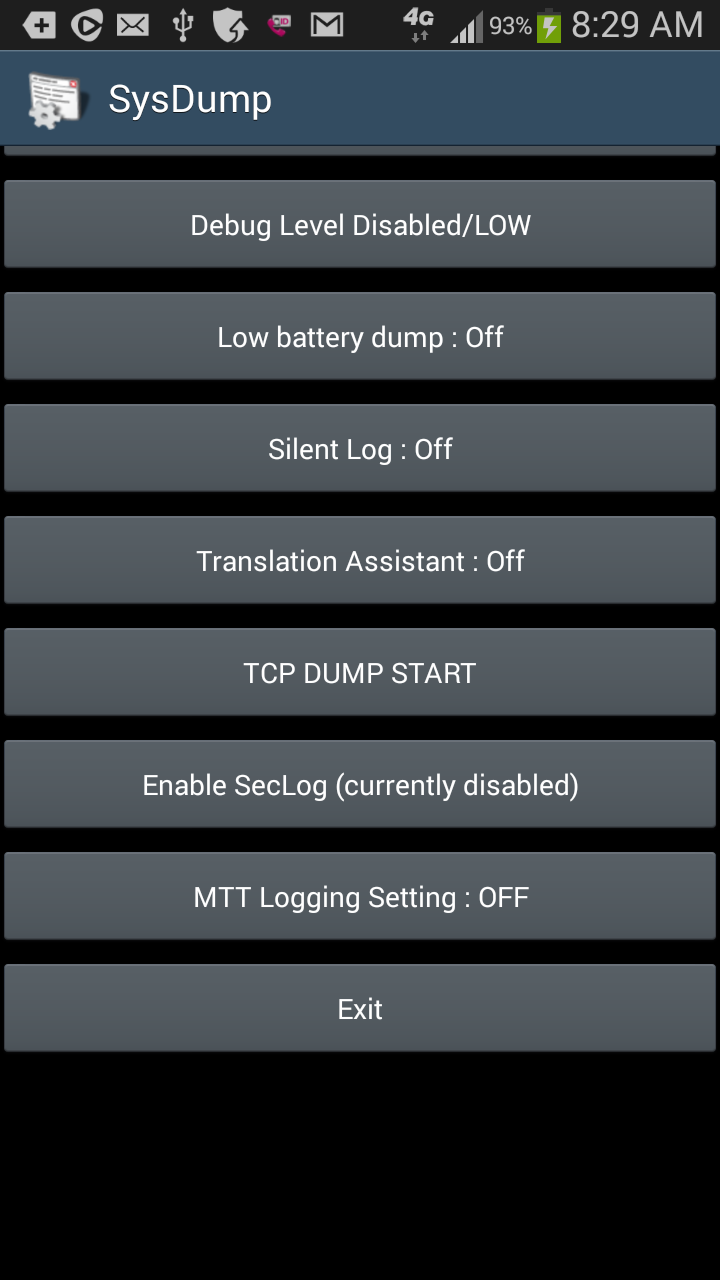 4G 93% 8:29 AM
SysDump
Debug Level Disabled/LOW
Low battery dump : Off
Silent Log : Off
Translation Assistant : Off
TCP DUMP START
Enable SecLog (currently disabled)
MTT Logging Setting : OFF
Exit